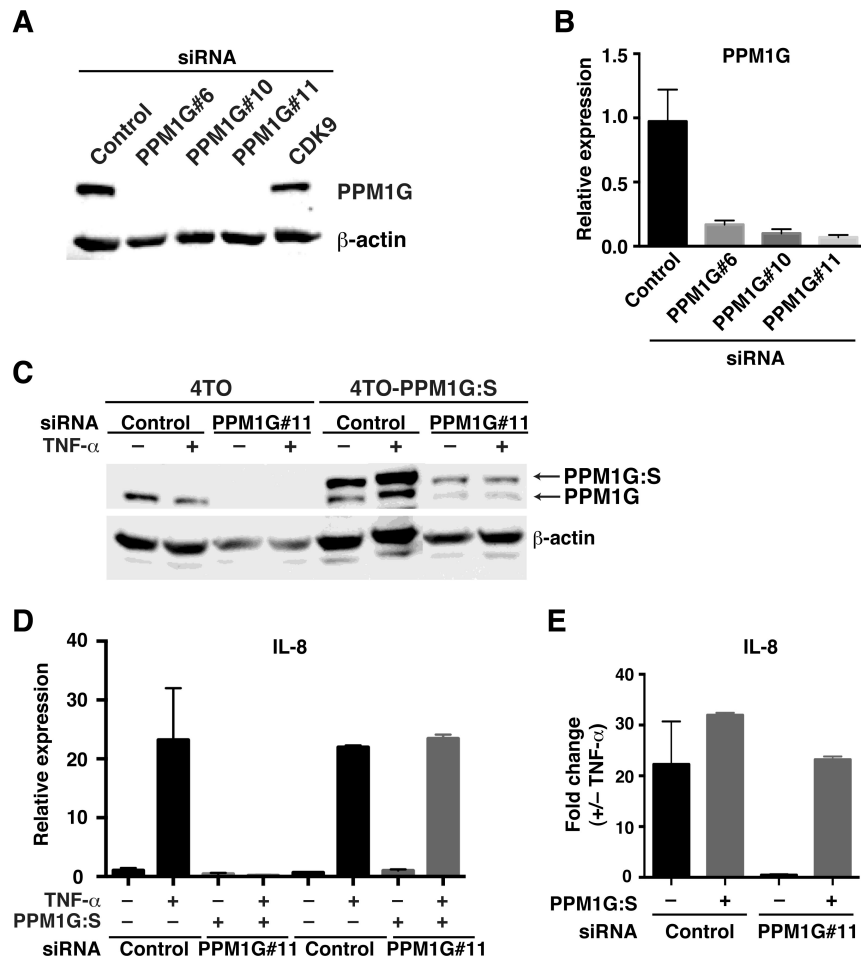 A
siRNA
Control
PPM1G#6
PPM1G#10
PPM1G#11
CDK9
PPM1G
β-actin
B
PPM1G
Relative expression
1.5
1.0
0.5
0.0
Control
PPM1G#6
PPM1G#10
PPM1G#11
siRNA
C
4TO 4TO-PPM1G:S
siRNA Control PPM1G#11 Control PPM1G#11
TNF-α – + – + – + – +
PPM1G:S
PPM1G
β-actin
D
IL-8
Relative expression
40
30
20
10
0
TNF-α – + – + – + – +
PPM1G:S – – + + – – + +
siRNA Control PPM1G#11 Control PPM1G#11
E
IL-8
Fold change
(+/– TNF-α)
40
30
20
10
0
PPM1G:S – + – +
siRNA Control PPM1G#11